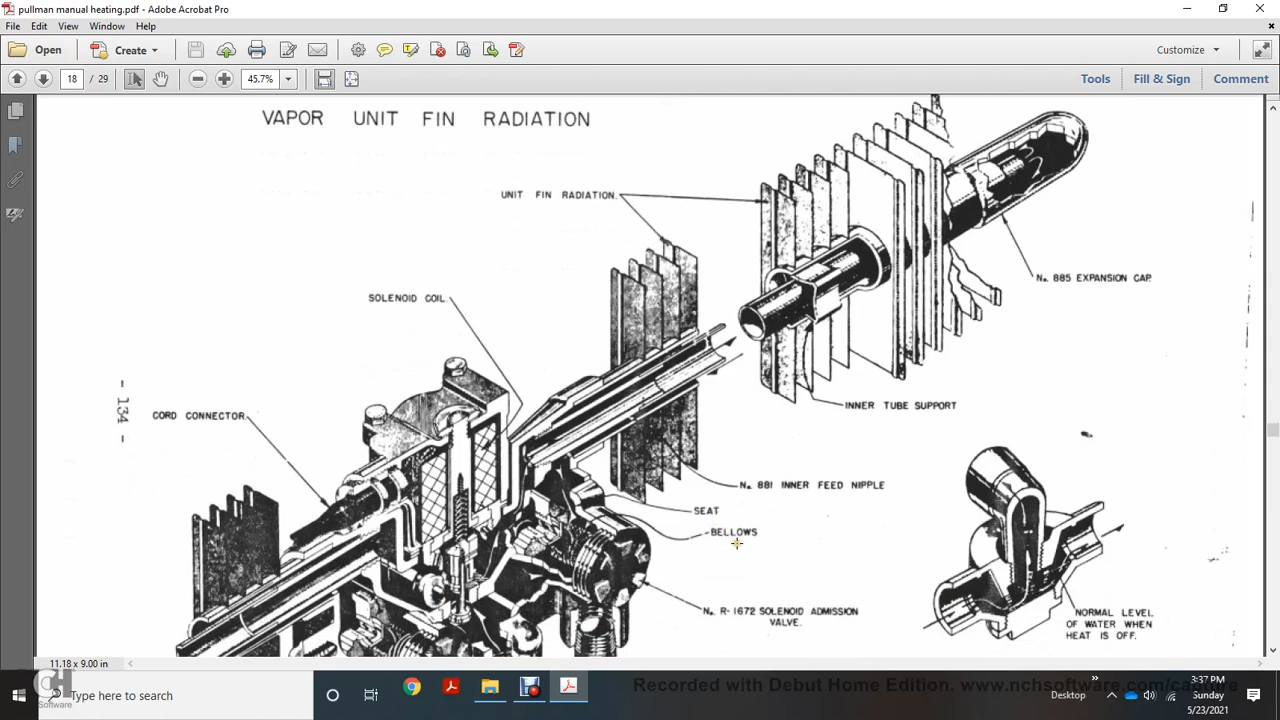 pullman manual heating.pdf - Adobe Acrobat Pro
File Edit View Window Help
Open Create Customize
18 / 29 45.7% Tools Fill & Sign Comment
VAPOR UNIT FIN RADIATION
UNIT FIN RADIATION.
No. 885 EXPANSION CAP.
SOLENOID COIL
- 134 -
CORD CONNECTOR
INNER TUBE SUPPORT
No. 881 INNER FEED NIPPLE
SEAT
BELLOWS
No. R-1672 SOLENOID ADMISSION
VALVE.
NORMAL LEVEL
OF WATER WHEN
HEAT IS OFF.
11.18 x 9.00 in
CH
Software
Type here to search
Recorded with Debut Home Edition. www.nchsoftware.com/capture
Desktop
3:37 PM
Sunday
5/23/2021